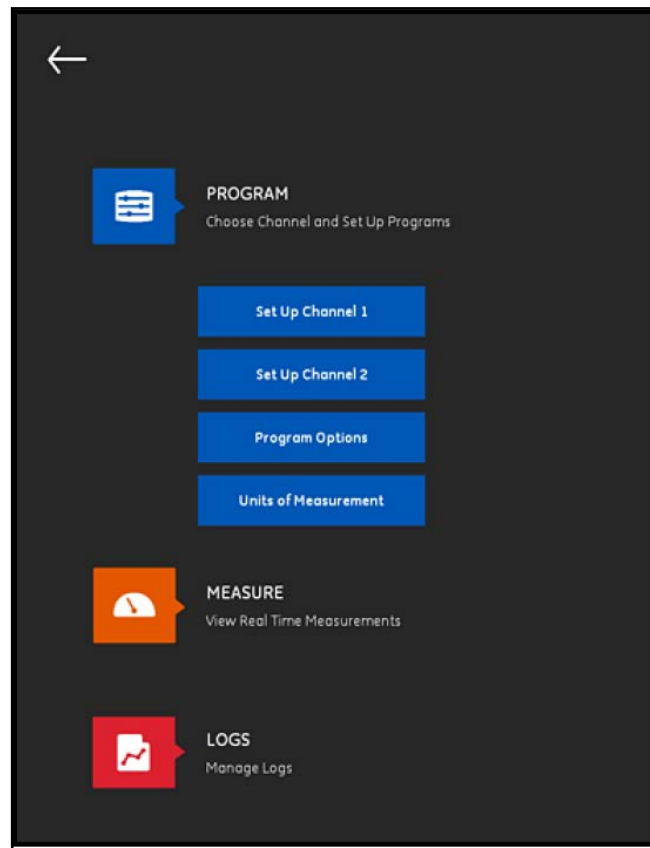 PROGRAM
Choose Channel and Set Up Programs
Set Up Channel 1
Set Up Channel 2
Program Options
Units of Measurement
MEASURE
View Real Time Measurements
LOGS
Manage Logs